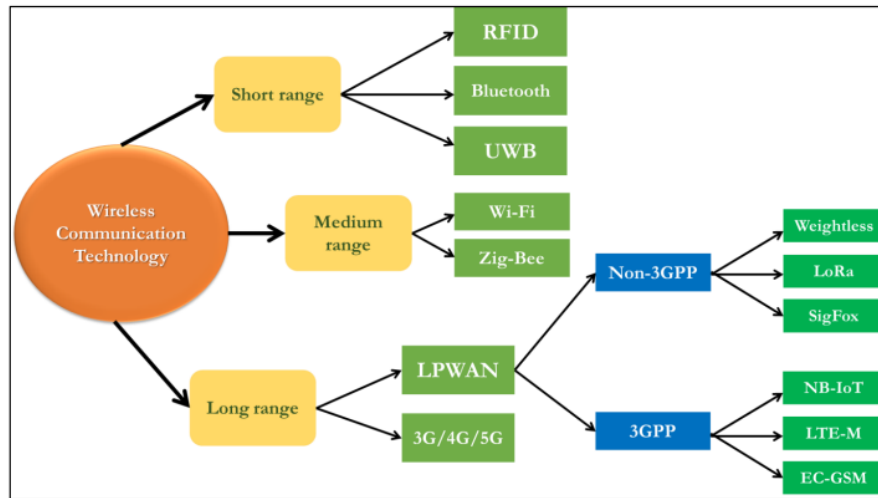 RFID
Short range
Bluetooth
UWB
Wireless
Communication
Technology
Medium
range
Wi-Fi
Zig-Bee
Non-3GPP
Weightless
LoRa
SigFox
Long range
LPWAN
3G/4G/5G
3GPP
NB-IoT
LTE-M
EC-GSM